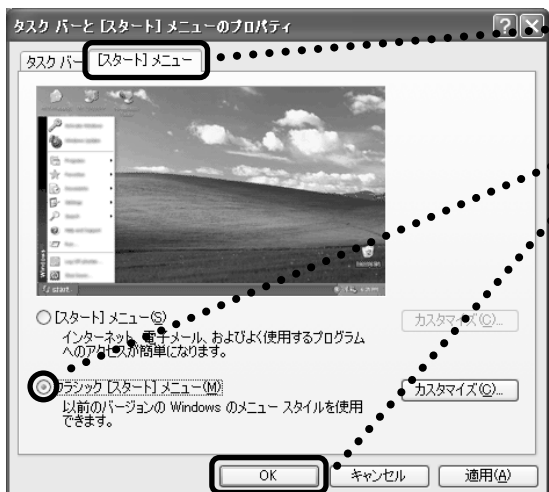 タスク バーと [スタート] メニューのプロパティ
タスク バー
[スタート] メニュー
start
[スタート] メニュー(S)
カスタマイズ(C)...
インターネット、電子メール、およびよく使用するプログラム
へのアクセスが簡単になります。
クラシック [スタート] メニュー(M)
カスタマイズ(C)...
以前のバージョンの Windows のメニュー スタイルを使用
できます。
OK
キャンセル
適用(A)